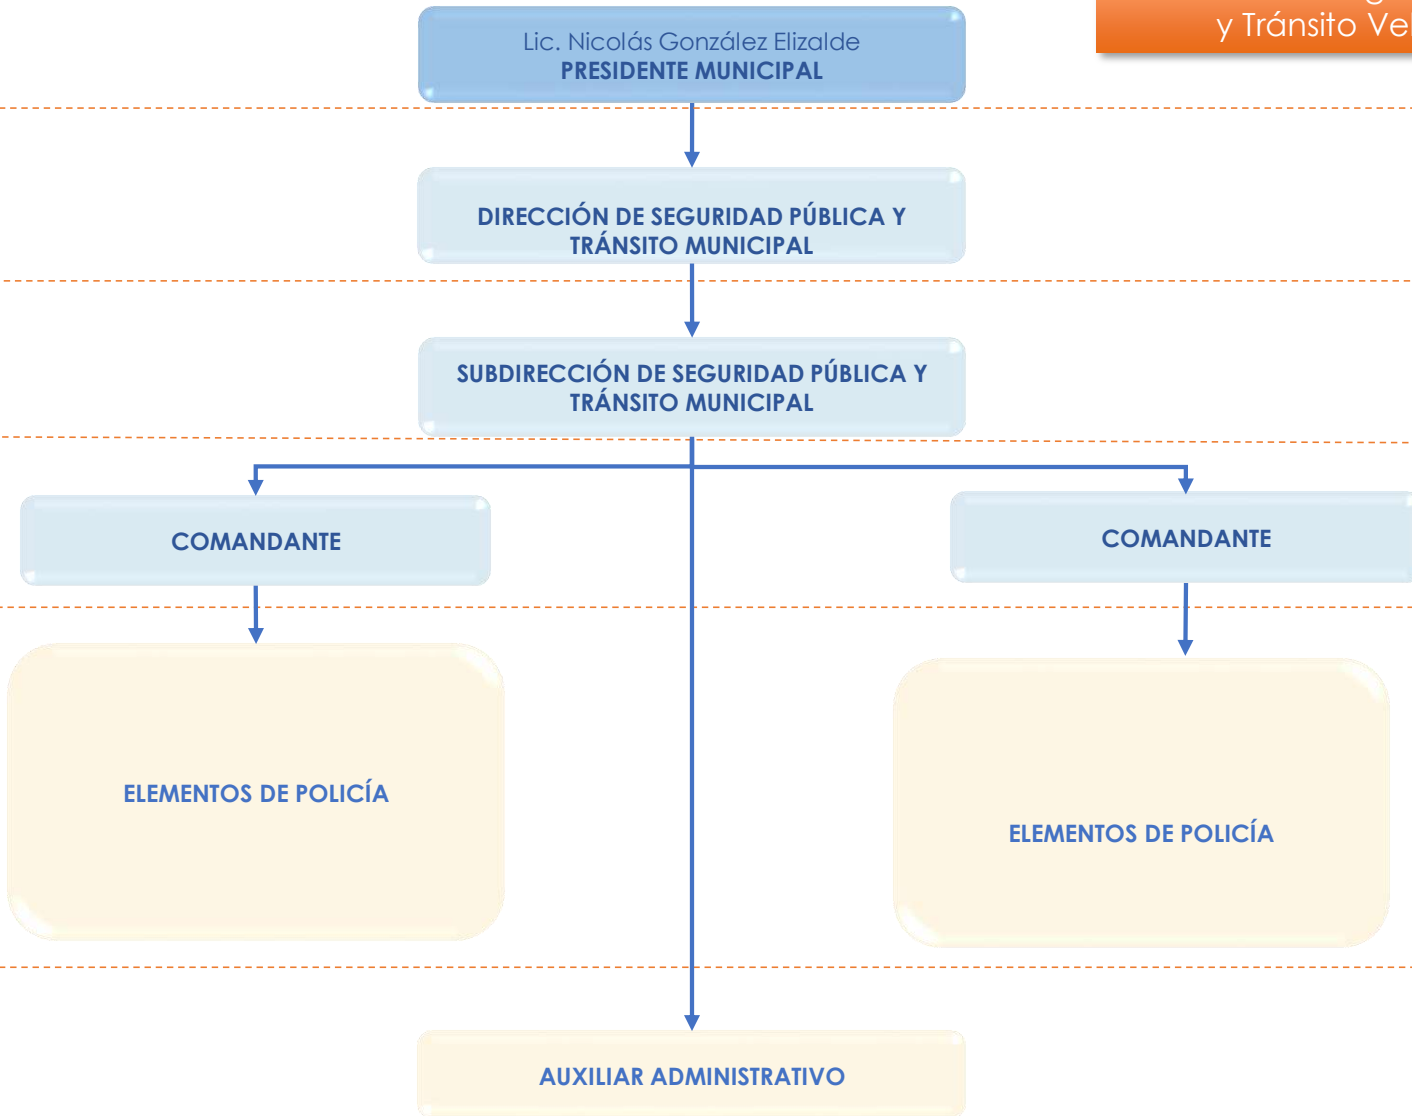 y Tránsito
Lic. Nicolás González Elizalde
PRESIDENTE MUNICIPAL
DIRECCIÓN DE SEGURIDAD PÚBLICA Y
TRÁNSITO MUNICIPAL
SUBDIRECCIÓN DE SEGURIDAD PÚBLICA Y
TRÁNSITO MUNICIPAL
COMANDANTE
COMANDANTE
ELEMENTOS DE POLICÍA
ELEMENTOS DE POLICÍA
AUXILIAR ADMINISTRATIVO